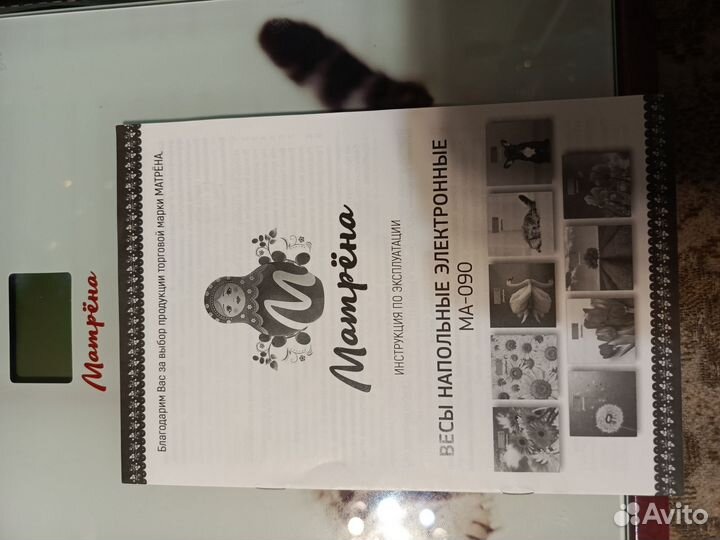 Благодарим Вас за выбор продукции торговой марки МАТРЁНА.
М
Матрёна
ИНСТРУКЦИЯ ПО ЭКСПЛУАТАЦИИ
ВЕСЫ НАПОЛЬНЫЕ ЭЛЕКТРОННЫЕ
МА-090
Матрёна
Avito